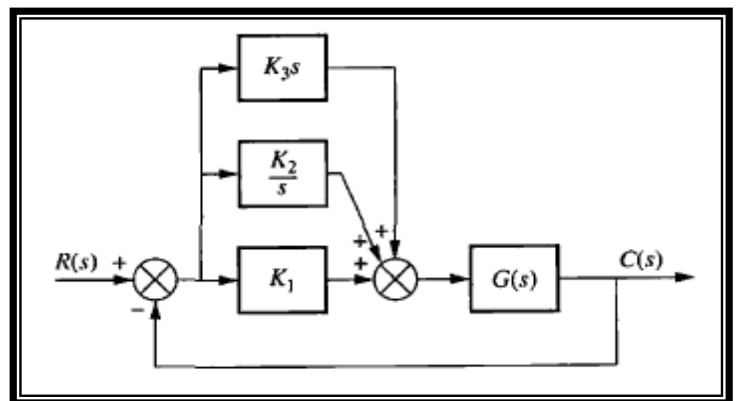 K₃s
K₂
s
+
+
R(s) + K₁ + G(s) C(s)
−